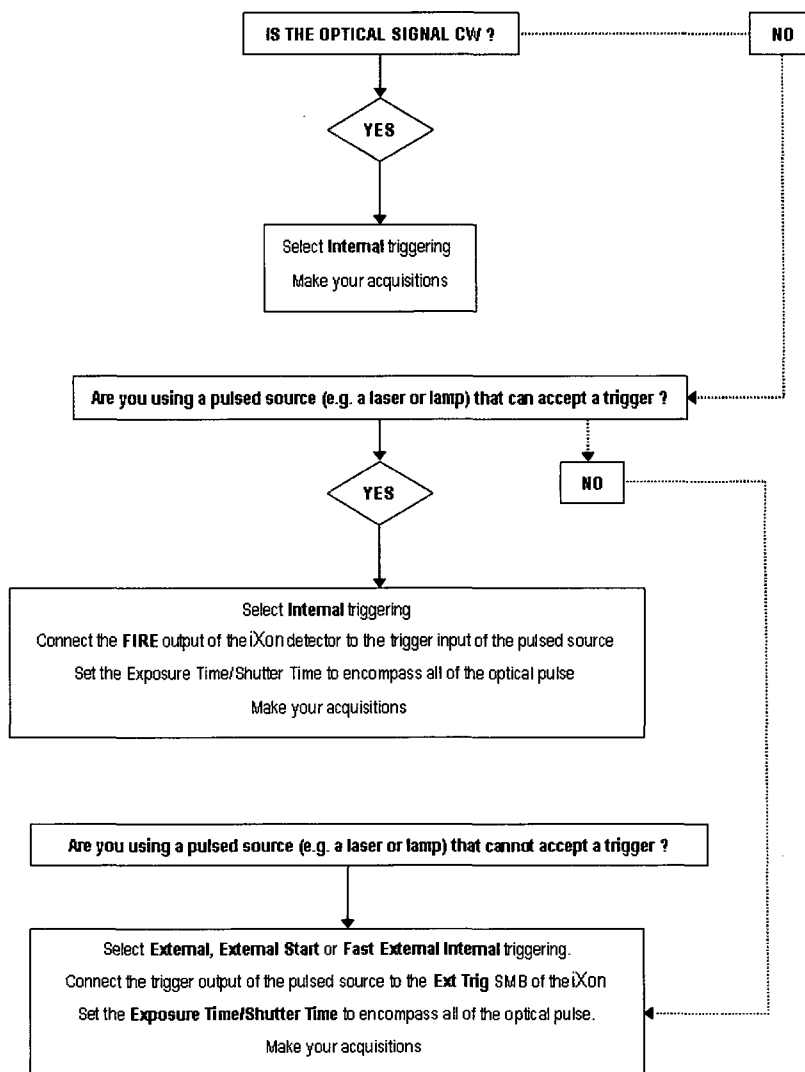 IS THE OPTICAL SIGNAL CW ?
NO
YES
Select Internal triggering
Make your acquisitions
Are you using a pulsed source (e.g. a laser or lamp) that can accept a trigger ?
YES
NO
Select Internal triggering
Connect the FIRE output of the iXon detector to the trigger input of the pulsed source
Set the Exposure Time/Shutter Time to encompass all of the optical pulse
Make your acquisitions
Are you using a pulsed source (e.g. a laser or lamp) that cannot accept a trigger ?
Select External, External Start or Fast External Internal triggering.
Connect the trigger output of the pulsed source to the Ext Trig SMB of the iXon
Set the Exposure Time/Shutter Time to encompass all of the optical pulse.
Make your acquisitions